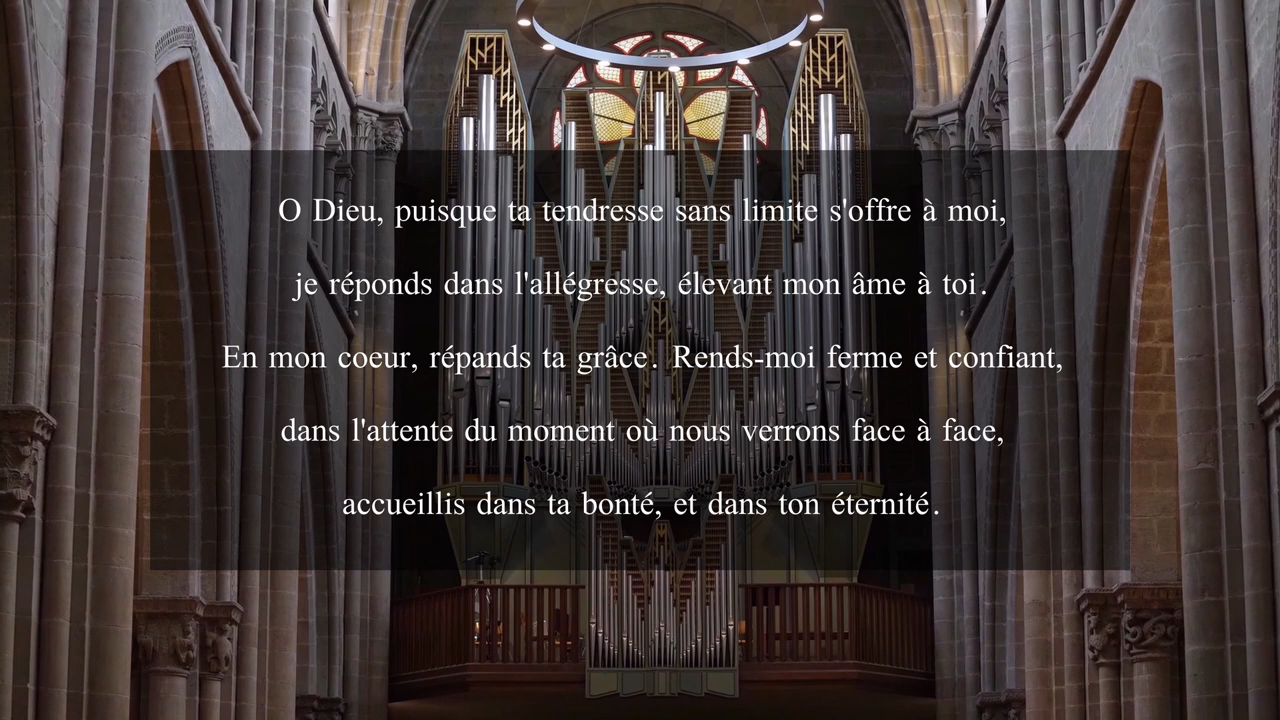 O Dieu, puisque ta tendresse sans limite s'offre à moi,
je réponds dans l'allégresse, élevant mon âme à toi.
En mon coeur, répands ta grâce. Rends-moi ferme et confiant,
dans l'attente du moment où nous verrons face à face,
accueillis dans ta bonté, et dans ton éternité.